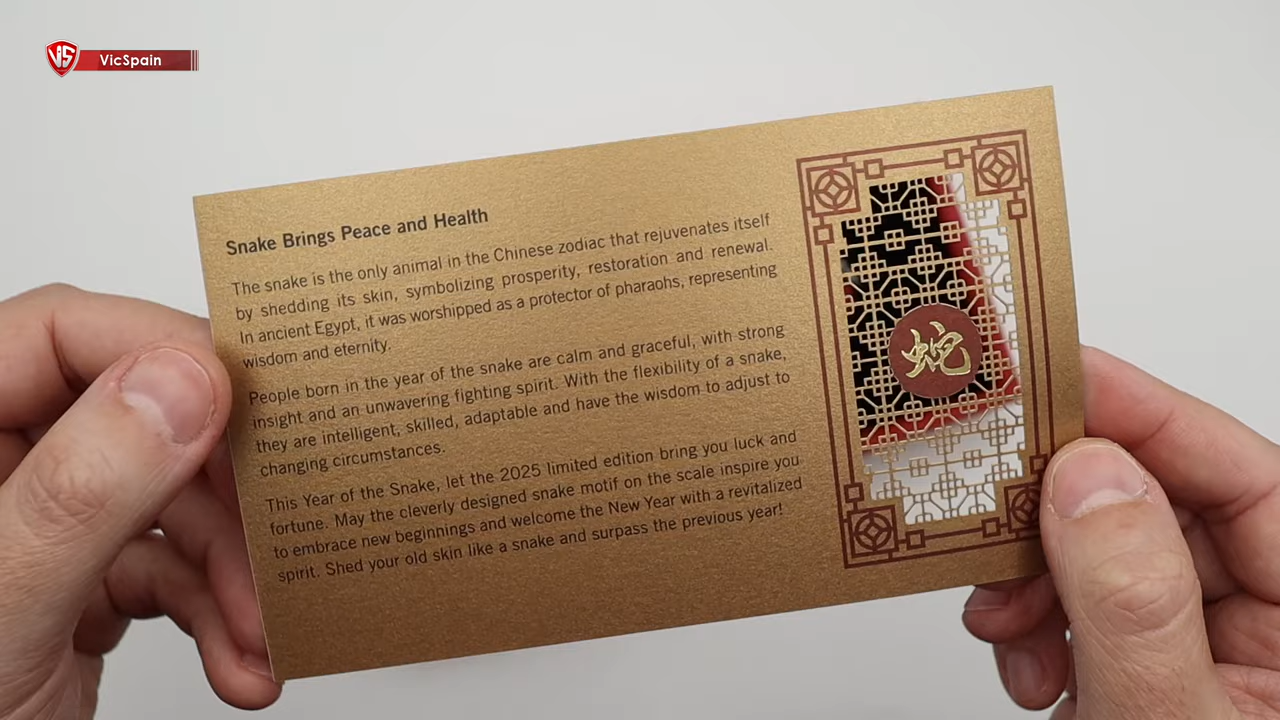 VS
VicSpain
Snake Brings Peace and Health
The snake is the only animal in the Chinese zodiac that rejuvenates itself
by shedding its skin, symbolizing prosperity, restoration and renewal.
In ancient Egypt, it was worshipped as a protector of pharaohs, representing
wisdom and eternity.
People born in the year of the snake are calm and graceful, with strong
insight and an unwavering fighting spirit. With the flexibility of a snake,
they are intelligent, skilled, adaptable and have the wisdom to adjust to
changing circumstances.
This Year of the Snake, let the 2025 limited edition bring you luck and
fortune. May the cleverly designed snake motif on the scale inspire you
to embrace new beginnings and welcome the New Year with a revitalized
spirit. Shed your old skin like a snake and surpass the previous year!
蛇